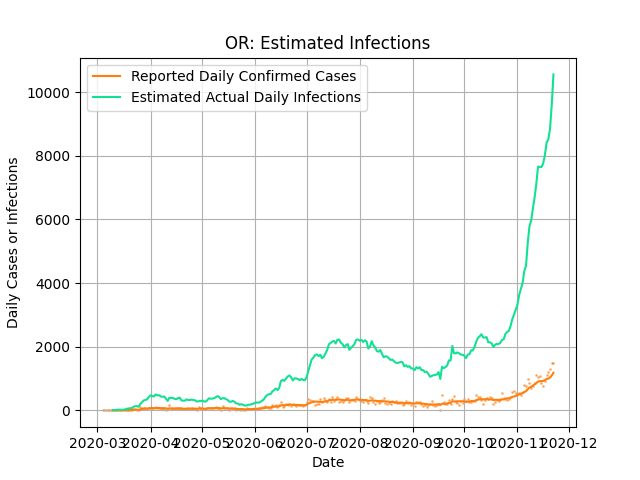 OR: Estimated Infections
Reported Daily Confirmed Cases
Estimated Actual Daily Infections
Daily Cases or Infections
10000
8000
6000
4000
2000
0
2020-03 2020-04 2020-05 2020-06 2020-07 2020-08 2020-09 2020-10 2020-11 2020-12
Date